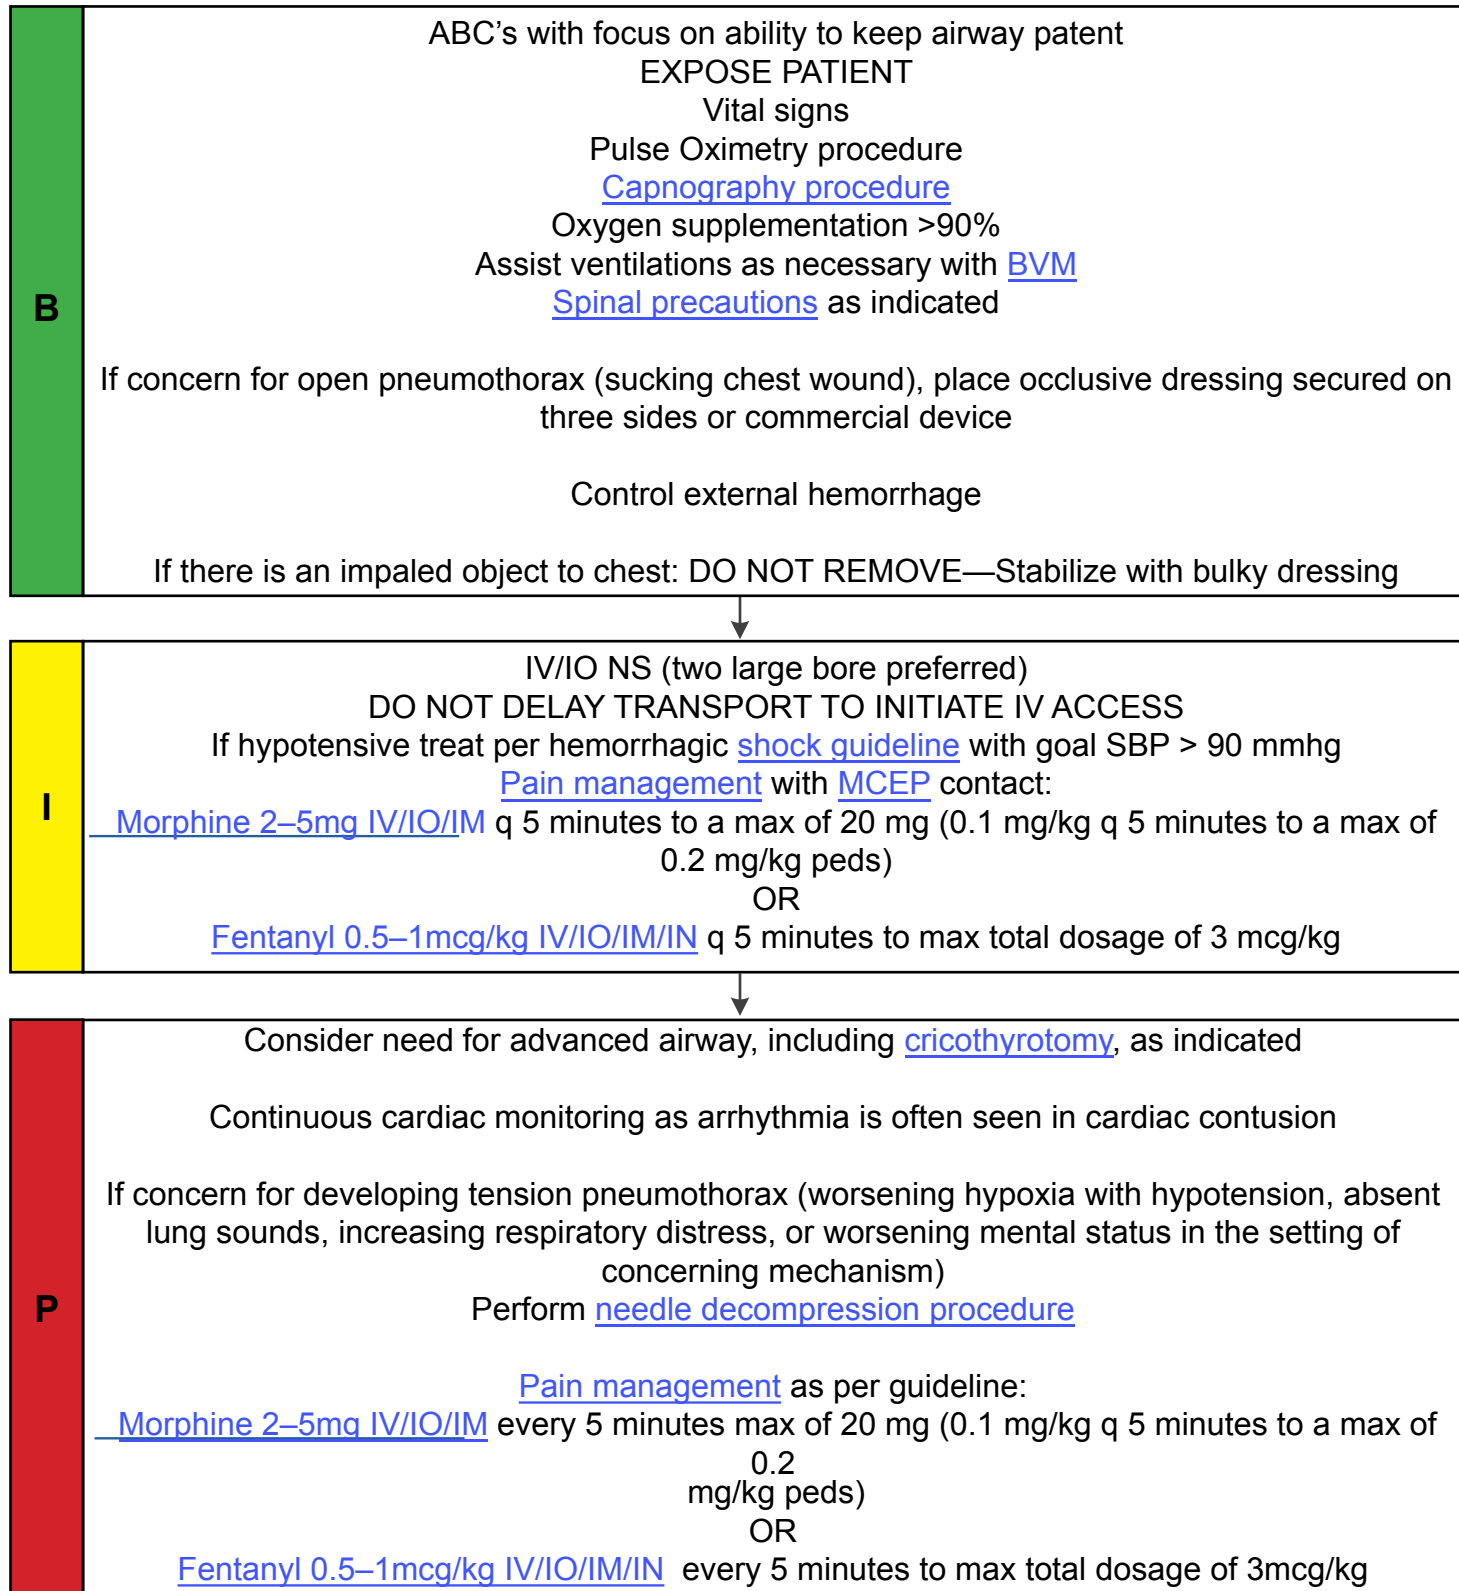 ABC’s with focus on ability to keep airway patent
EXPOSE PATIENT
Vital signs
Pulse Oximetry procedure
Capnography procedure
Oxygen supplementation >90%
Assist ventilations as necessary with BVM
Spinal precautions as indicated
B
If concern for open pneumothorax (sucking chest wound), place occlusive dressing secured on
three sides or commercial device
Control external hemorrhage
If there is an impaled object to chest: DO NOT REMOVE—Stabilize with bulky dressing
IV/IO NS (two large bore preferred)
DO NOT DELAY TRANSPORT TO INITIATE IV ACCESS
If hypotensive treat per hemorrhagic shock guideline with goal SBP > 90 mmhg
Pain management with MCEP contact:
I
Morphine 2–5mg IV/IO/IM q 5 minutes to a max of 20 mg (0.1 mg/kg q 5 minutes to a max of
0.2 mg/kg peds)
OR
Fentanyl 0.5–1mcg/kg IV/IO/IM/IN q 5 minutes to max total dosage of 3 mcg/kg
Consider need for advanced airway, including cricothyrotomy, as indicated
Continuous cardiac monitoring as arrhythmia is often seen in cardiac contusion
If concern for developing tension pneumothorax (worsening hypoxia with hypotension, absent
lung sounds, increasing respiratory distress, or worsening mental status in the setting of
concerning mechanism)
P
Perform needle decompression procedure
Pain management as per guideline:
Morphine 2–5mg IV/IO/IM every 5 minutes max of 20 mg (0.1 mg/kg q 5 minutes to a max of
0.2
mg/kg peds)
OR
Fentanyl 0.5–1mcg/kg IV/IO/IM/IN every 5 minutes to max total dosage of 3mcg/kg